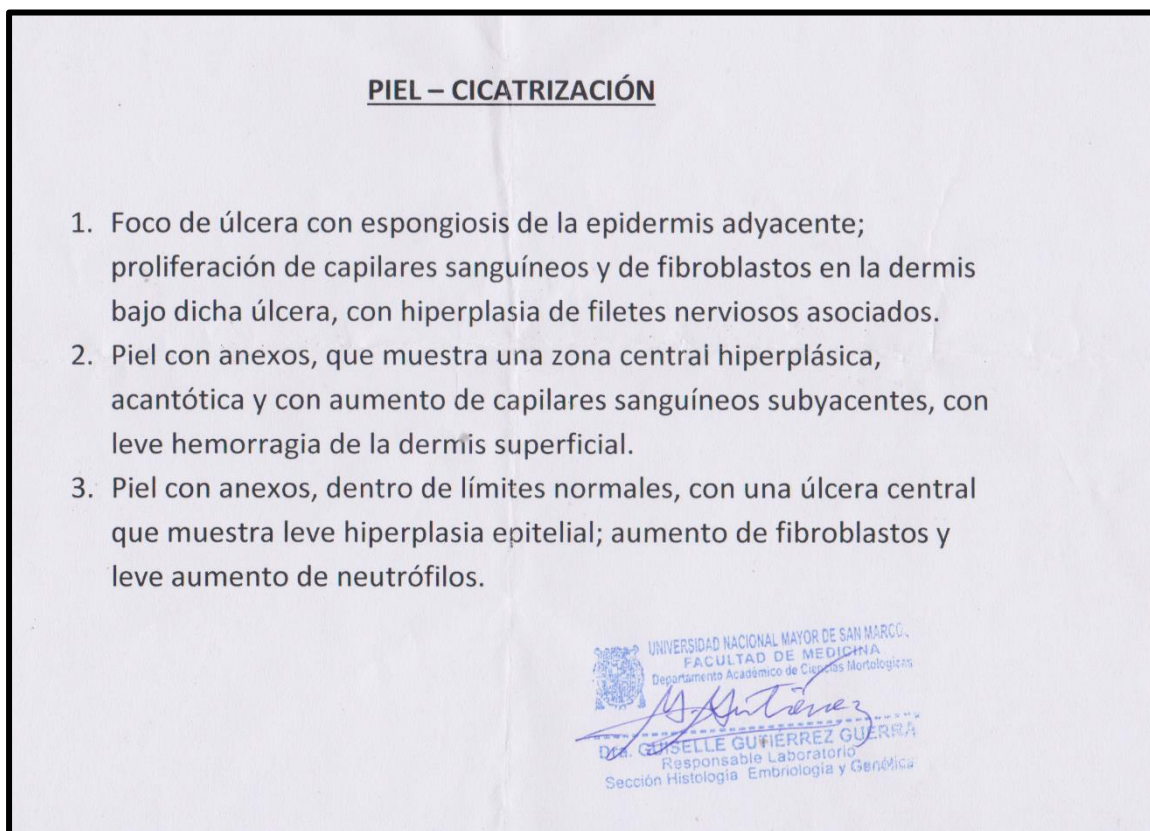 PIEL – CICATRIZACIÓN
1. Foco de úlcera con espongiosis de la epidermis adyacente;
proliferación de capilares sanguíneos y de fibroblastos en la dermis
bajo dicha úlcera, con hiperplasia de filetes nerviosos asociados.
2. Piel con anexos, que muestra una zona central hiperplásica,
acantótica y con aumento de capilares sanguíneos subyacentes, con
leve hemorragia de la dermis superficial.
3. Piel con anexos, dentro de límites normales, con una úlcera central
que muestra leve hiperplasia epitelial; aumento de fibroblastos y
leve aumento de neutrófilos.
UNIVERSIDAD NACIONAL MAYOR DE SAN MARCO
FACULTAD DE MEDICINA
Departamento Académico de Ciencias Morfologicas
Gutiérrez
Dra. GUISELLE GUTIÉRREZ GUERRA
Responsable Laboratorio
Sección Histología Embriología y Genética